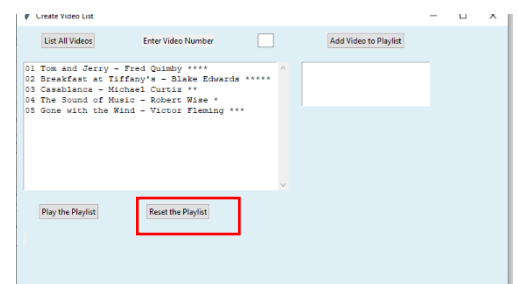 Create Video List
List All Videos Enter Video Number Add Video to Playlist
01 Tom and Jerry - Fred Quimby ****
02 Breakfast at Tiffany's - Blake Edwards *****
03 Casablanca - Michael Curtiz **
04 The Sound of Music - Robert Wise *
05 Gone with the Wind - Victor Fleming ***
Play the Playlist Reset the Playlist